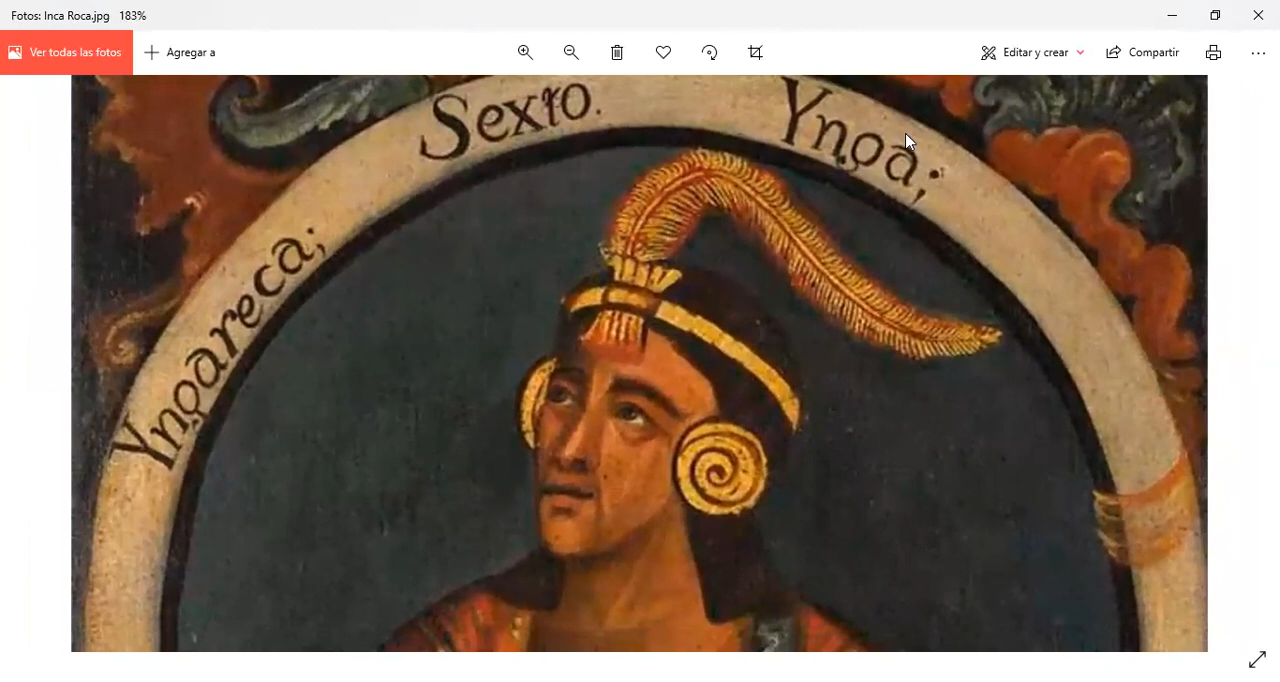 Fotos: Inca Roca.jpg 183%
Ver todas las fotos
Agregar a
Editar y crear
Compartir
Yngareca;
Sexto.
Ynga;